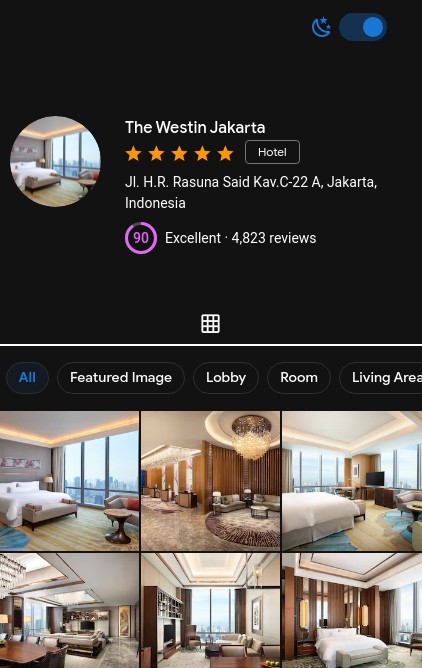 The Westin Jakarta
Hotel
Jl. H.R. Rasuna Said Kav.C-22 A, Jakarta,
Indonesia
90 Excellent · 4,823 reviews
All Featured Image Lobby Room Living Area